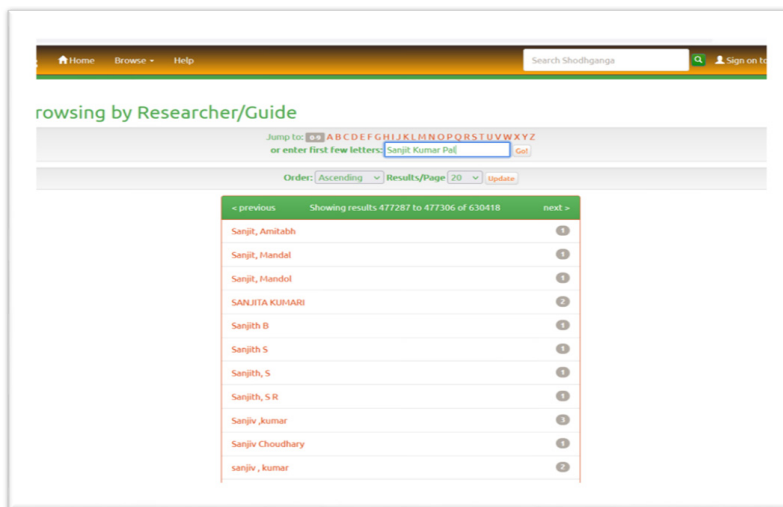 Home Browse Help Search Shodhganga Sign on to
rowsing by Researcher/Guide
Jump to: 0-9 A B C D E F G H I J K L M N O P Q R S T U V W X Y Z
or enter first few letters: Sanjit Kumar Pal Go!
Order: Ascending Results/Page 20 Update
< previous Showing results 477287 to 477306 of 630418 next >
Sanjit, Amitabh 1
Sanjit, Mandal 1
Sanjit, Mandol 1
SANJITA KUMARI 2
Sanjith B 1
Sanjith S 1
Sanjith, S 1
Sanjith, S R 1
Sanjiv ,kumar 3
Sanjiv Choudhary 1
sanjiv , kumar 2